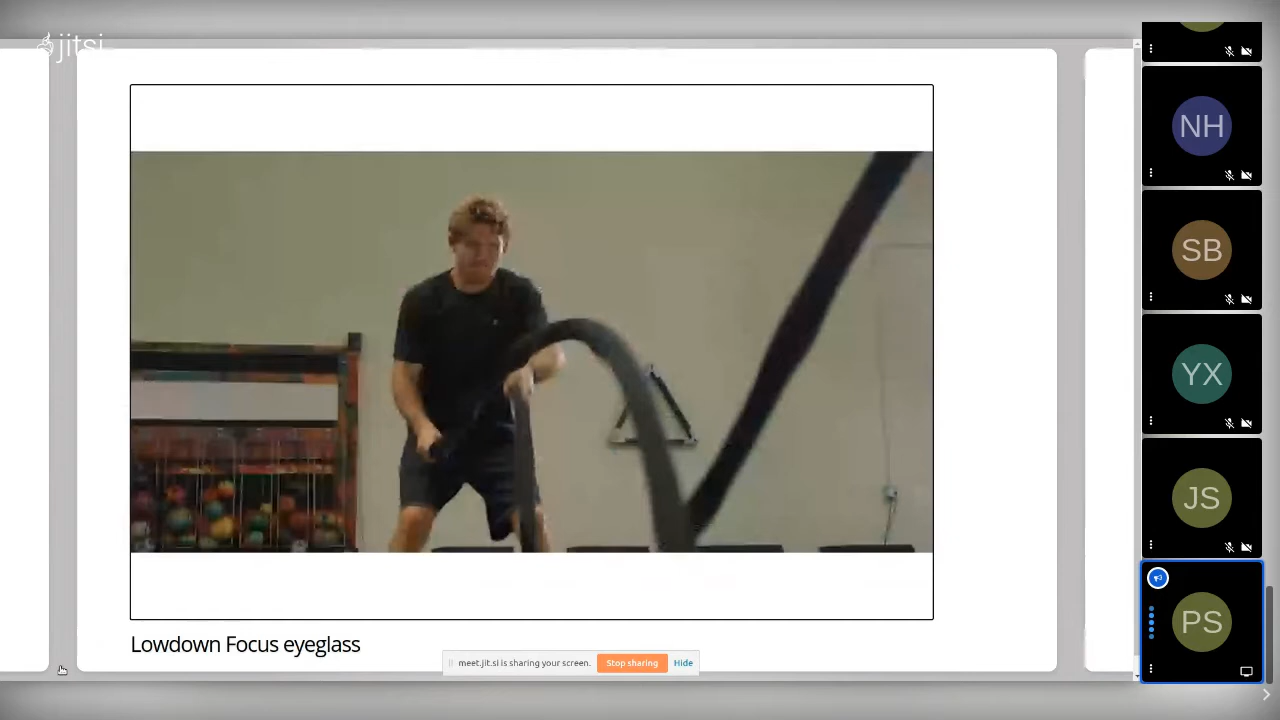 jitsi
NH
SB
YX
JS
PS
Lowdown Focus eyeglass
meet.jit.si is sharing your screen. Stop sharing Hide